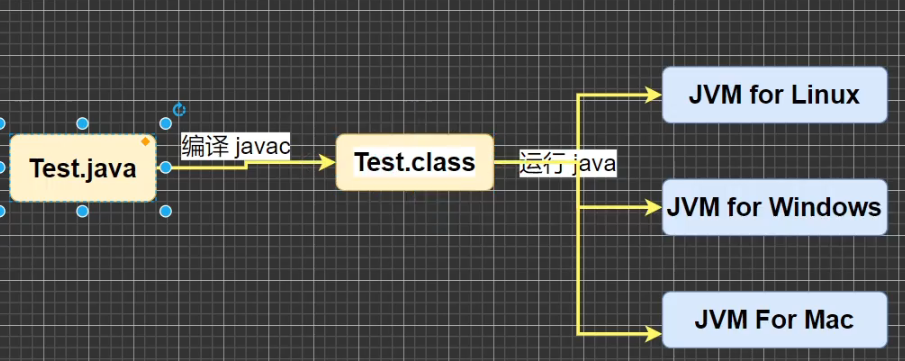 Test.java
编译 javac
Test.class
运行 java
JVM for Linux
JVM for Windows
JVM For Mac